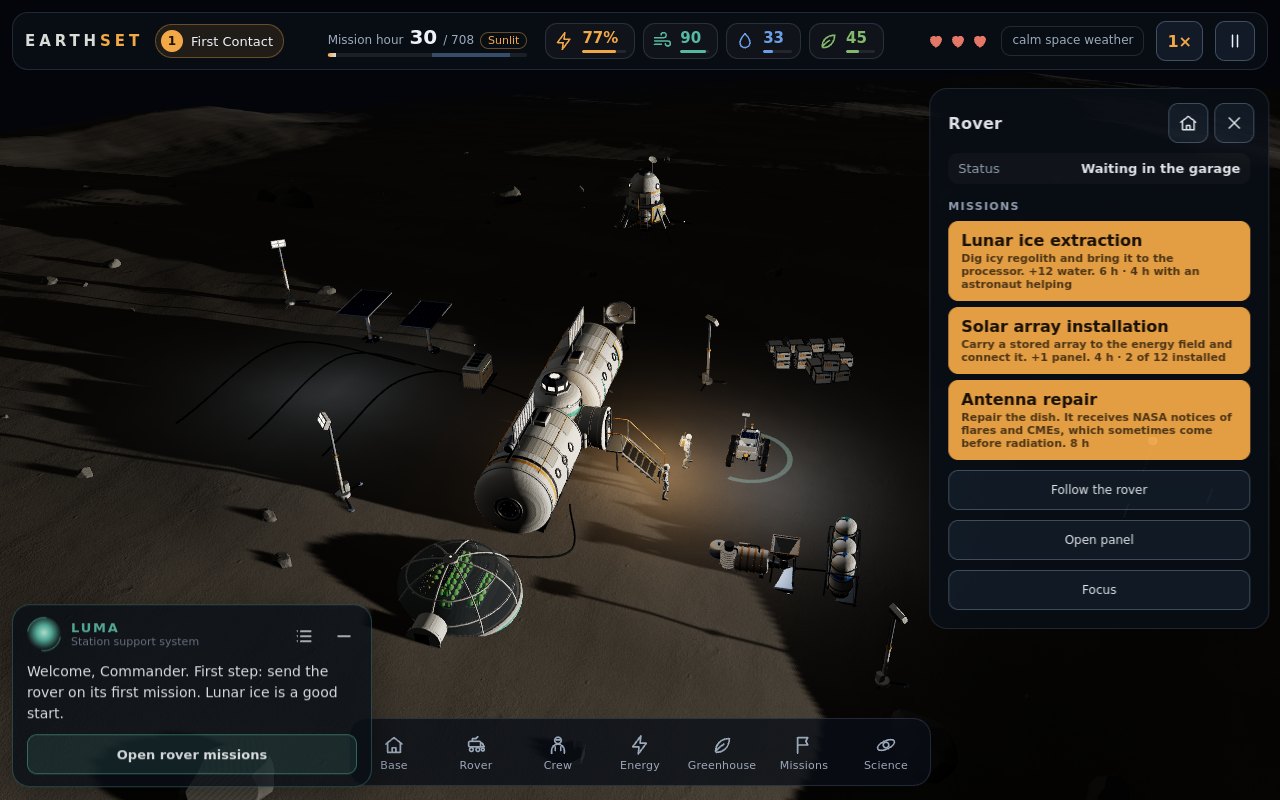 EARTHSET
1 First Contact
Mission hour 30 / 708 Sunlit
77%
90
33
45
calm space weather
1×
Rover
Status Waiting in the garage
MISSIONS
Lunar ice extraction
Dig icy regolith and bring it to the
processor. +12 water. 6 h · 4 h with an
astronaut helping
Solar array installation
Carry a stored array to the energy field and
connect it. +1 panel. 4 h · 2 of 12 installed
Antenna repair
Repair the dish. It receives NASA notices of
flares and CMEs, which sometimes come
before radiation. 8 h
Follow the rover
Open panel
Focus
LUMA
Station support system
Welcome, Commander. First step: send the
rover on its first mission. Lunar ice is a good
start.
Open rover missions
Base
Rover
Crew
Energy
Greenhouse
Missions
Science